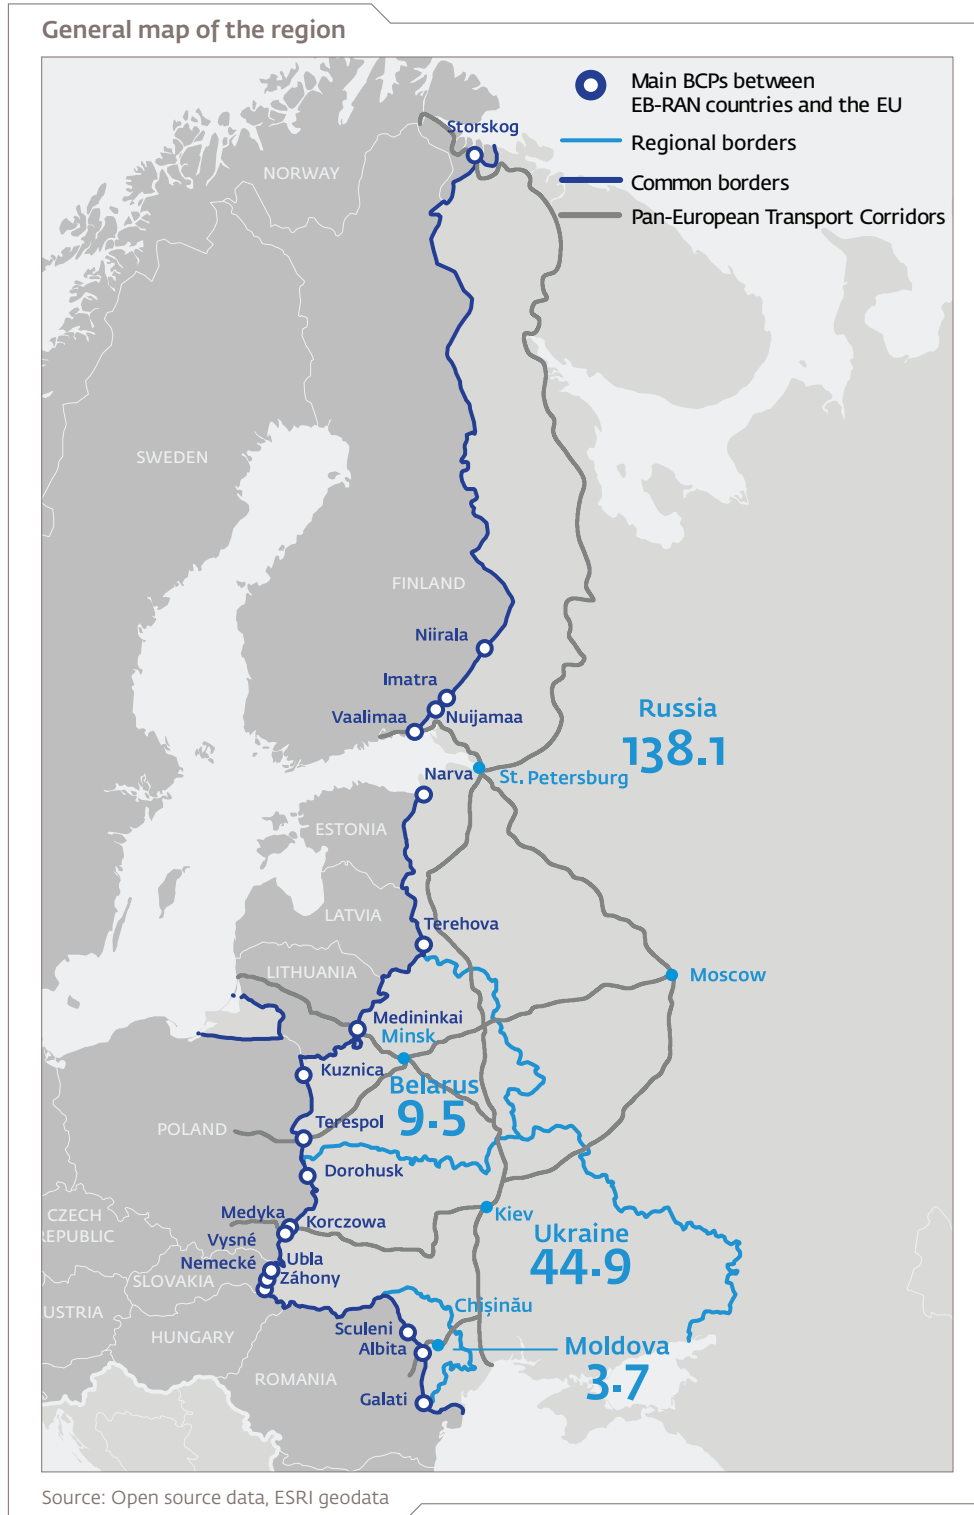 General map of the region
Main BCPs between
EB-RAN countries and the EU
Regional borders
Common borders
Pan-European Transport Corridors
Storskog
NORWAY
SWEDEN
FINLAND
Niirala
Imatra
Nuijamaa
Vaalimaa
Russia
138.1
Narva
St. Petersburg
ESTONIA
LATVIA
Terehova
LITHUANIA
Moscow
Medininkai
Minsk
Kuznica
Belarus
9.5
Terespol
POLAND
Dorohusk
Medyka
Korczowa
Kiev
CZECH
REPUBLIC
Vysné
Nemecké
Ubla
Záhony
Ukraine
44.9
SLOVAKIA
USTRIA
HUNGARY
Chișinău
Sculeni
Albita
Moldova
3.7
ROMANIA
Galati
Source: Open source data, ESRI geodata